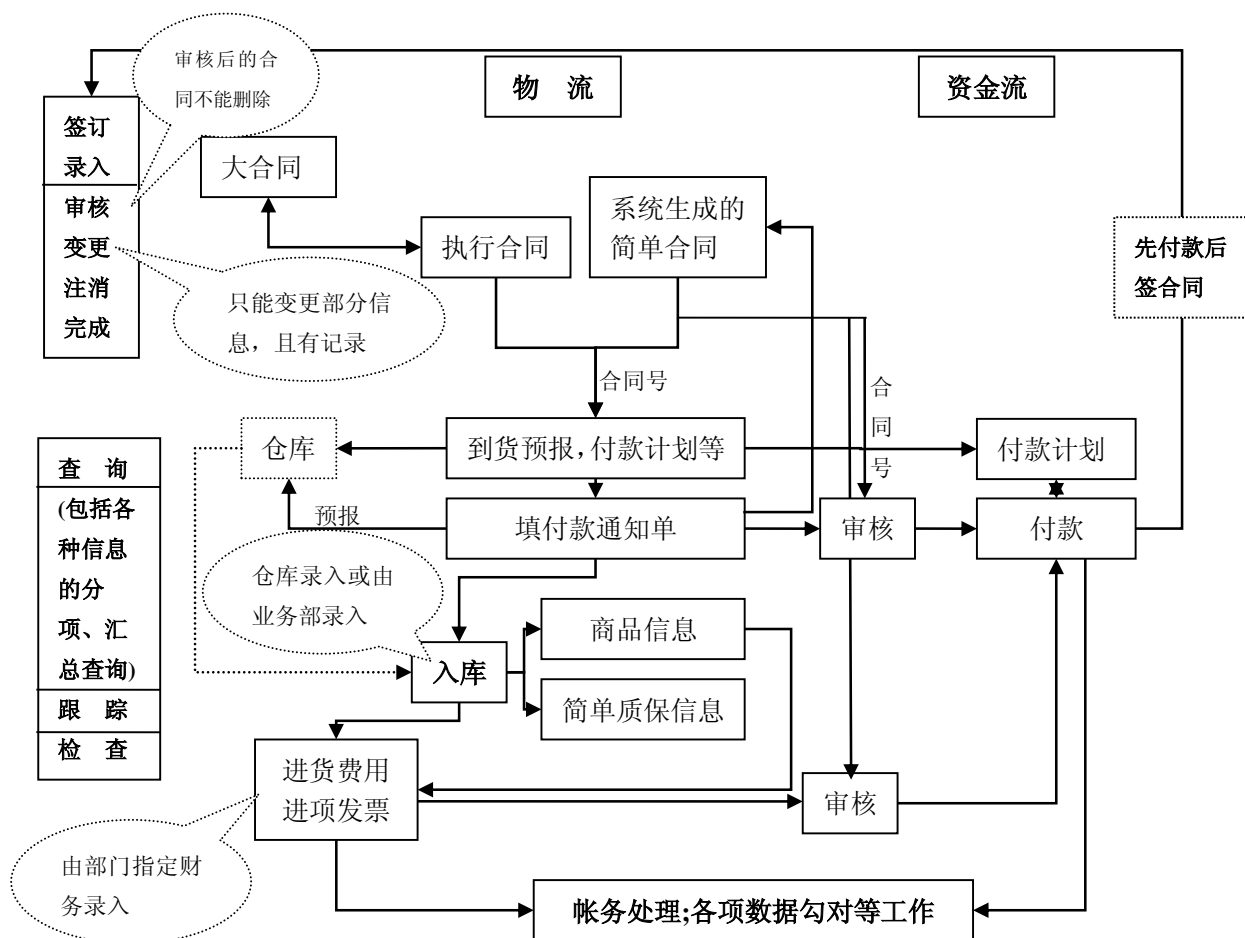 审核后的合
同不能删除
物 流
资金流
签订
录入
审核
变更
注消
完成
大合同
系统生成的
简单合同
执行合同
先付款后
签合同
只能变更部分信
息，且有记录
合同号
合
同
号
仓库
到货预报，付款计划等
付款计划
查 询
(包括各
种信息
的分
项、汇
总查询)
跟 踪
检 查
预报
填付款通知单
审核
付款
仓库录入或由
业务部录入
商品信息
入库
简单质保信息
进货费用
进项发票
审核
由部门指定财
务录入
帐务处理;各项数据勾对等工作